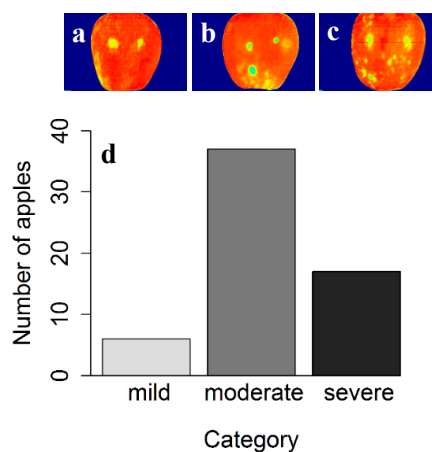 a b c
d
Number of apples
40
30
20
10
0
mild moderate severe
Category